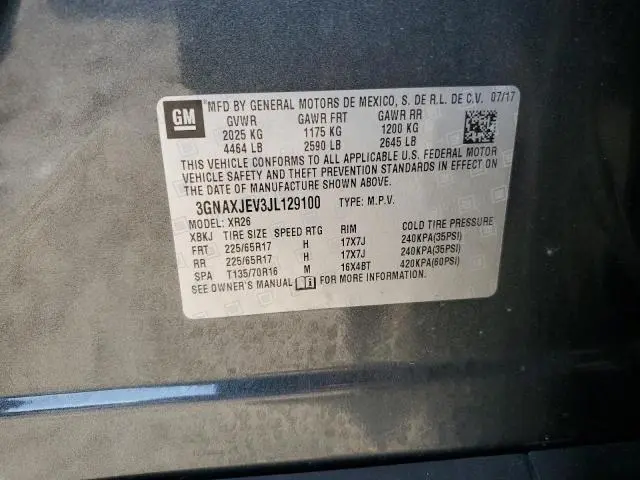 GM MFD BY GENERAL MOTORS DE MEXICO, S. DE R.L. DE C.V. 07/17
GVWR GAWR FRT GAWR RR
2025 KG 1175 KG 1200 KG
4464 LB 2590 LB 2645 LB
THIS VEHICLE CONFORMS TO ALL APPLICABLE U.S. FEDERAL MOTOR
VEHICLE SAFETY AND THEFT PREVENTION STANDARDS IN EFFECT ON
THE DATE OF MANUFACTURE SHOWN ABOVE.
3GNAXJEV3JL129100 TYPE: M.P.V.
MODEL: XR26
XBKJ TIRE SIZE SPEED RTG RIM COLD TIRE PRESSURE
FRT 225/65R17 H 17X7J 240KPA(35PSI)
RR 225/65R17 H 17X7J 240KPA(35PSI)
SPA T135/70R16 M 16X4BT 420KPA(60PSI)
SEE OWNER'S MANUAL FOR MORE INFORMATION.